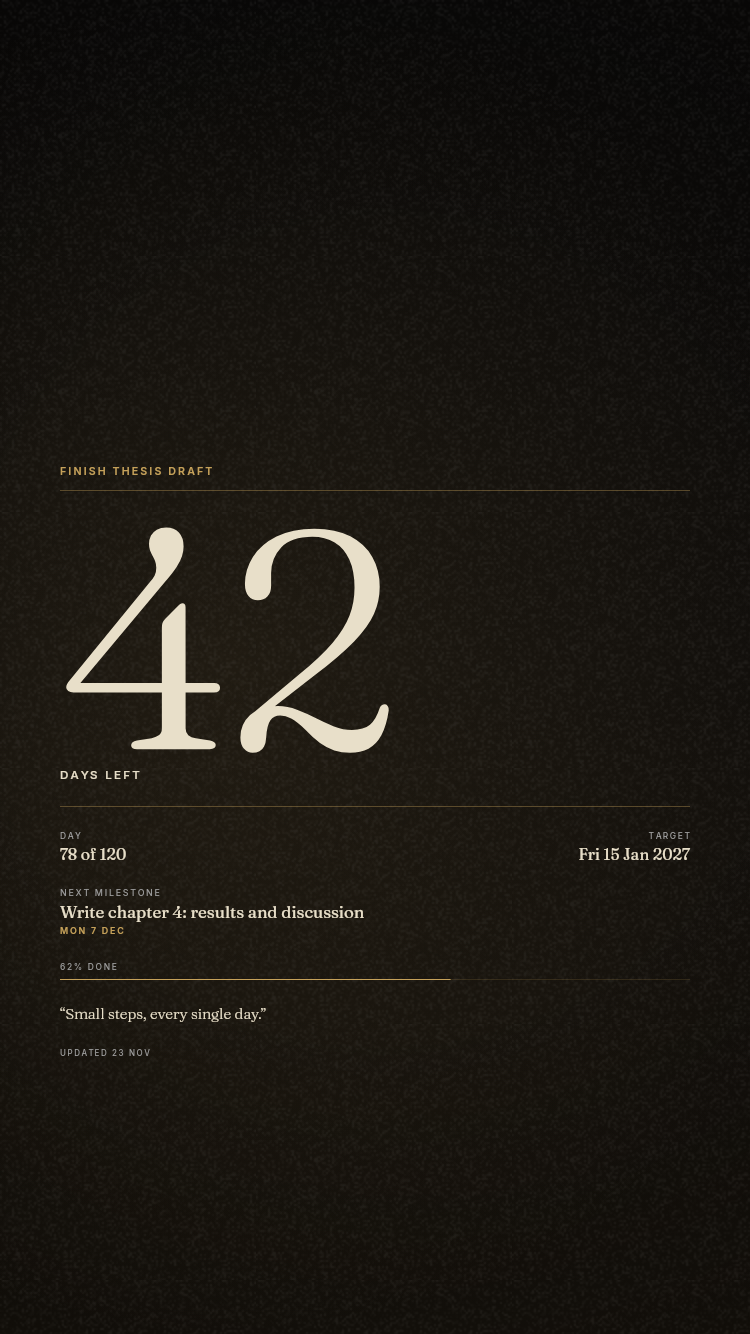 FINISH THESIS DRAFT
42
DAYS LEFT
DAY
TARGET
78 of 120
Fri 15 Jan 2027
NEXT MILESTONE
Write chapter 4: results and discussion
MON 7 DEC
62% DONE
“Small steps, every single day.”
UPDATED 23 NOV